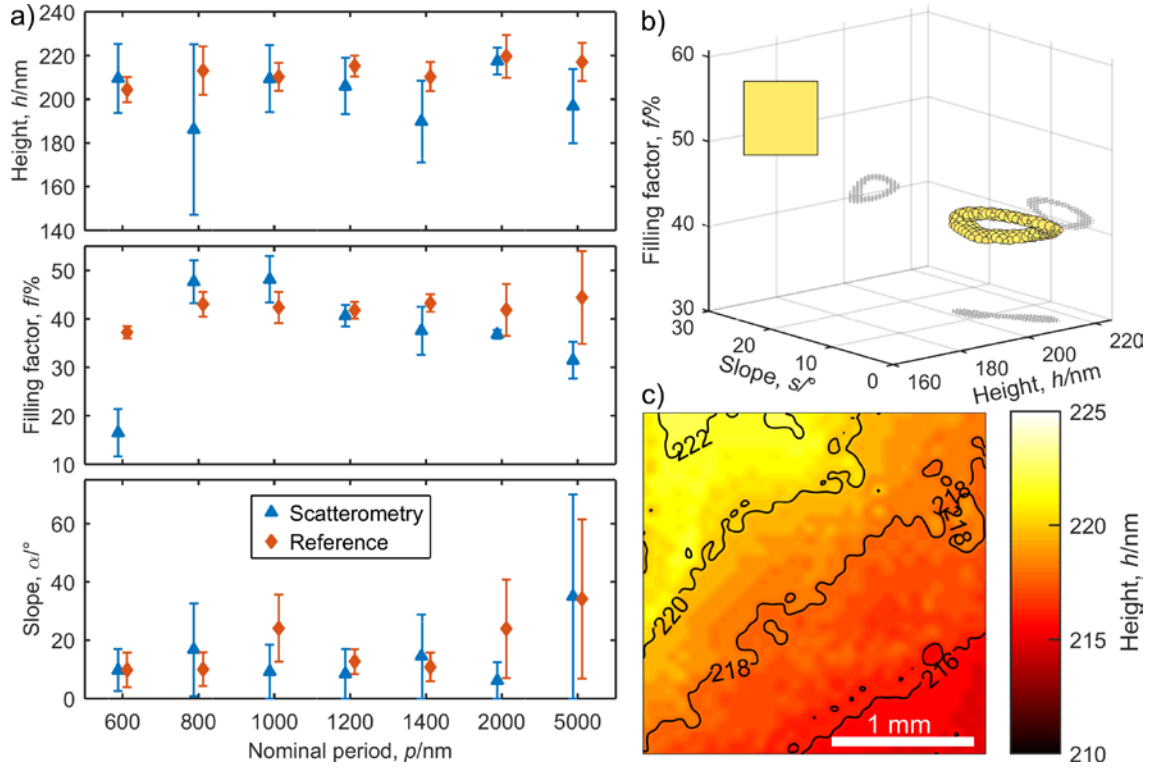 a)
240
220
200
180
160
140
Height, h/nm
50
40
30
20
10
Filling factor, f/%
60
40
20
0
Slope, α/°
Scatterometry
Reference
600 800 1000 1200 1400 2000 5000
Nominal period, p/nm
b)
60
50
40
30
Filling factor, f/%
30
20
10
0
Slope, s/°
160
180
200
220
Height, h/nm
c)
222
220
218
218
218
216
1 mm
225
220
215
210
Height, h/nm